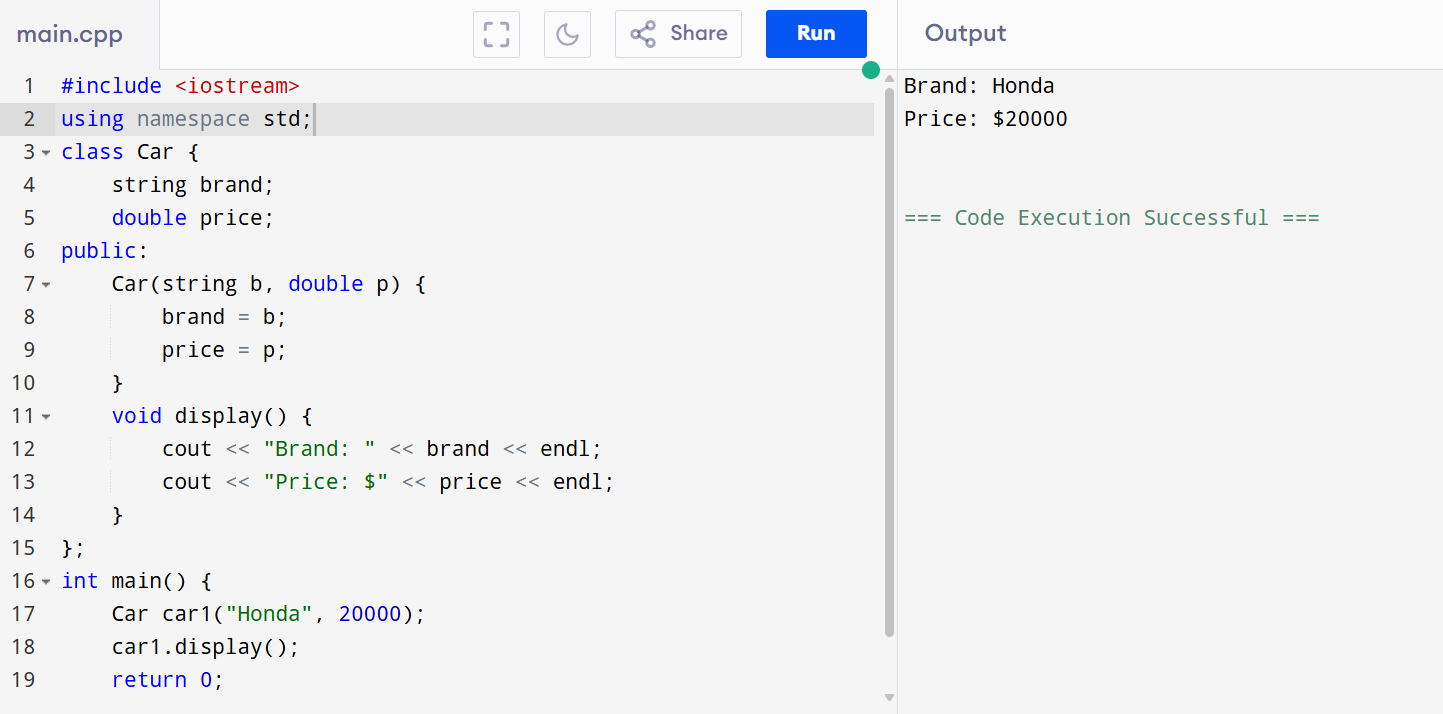 main.cpp
Share
Run
Output
1 #include <iostream>
2 using namespace std;
3 class Car {
4     string brand;
5     double price;
6 public:
7     Car(string b, double p) {
8         brand = b;
9         price = p;
10     }
11     void display() {
12         cout << "Brand: " << brand << endl;
13         cout << "Price: $" << price << endl;
14     }
15 };
16 int main() {
17     Car car1("Honda", 20000);
18     car1.display();
19     return 0;
Brand: Honda
Price: $20000
=== Code Execution Successful ===